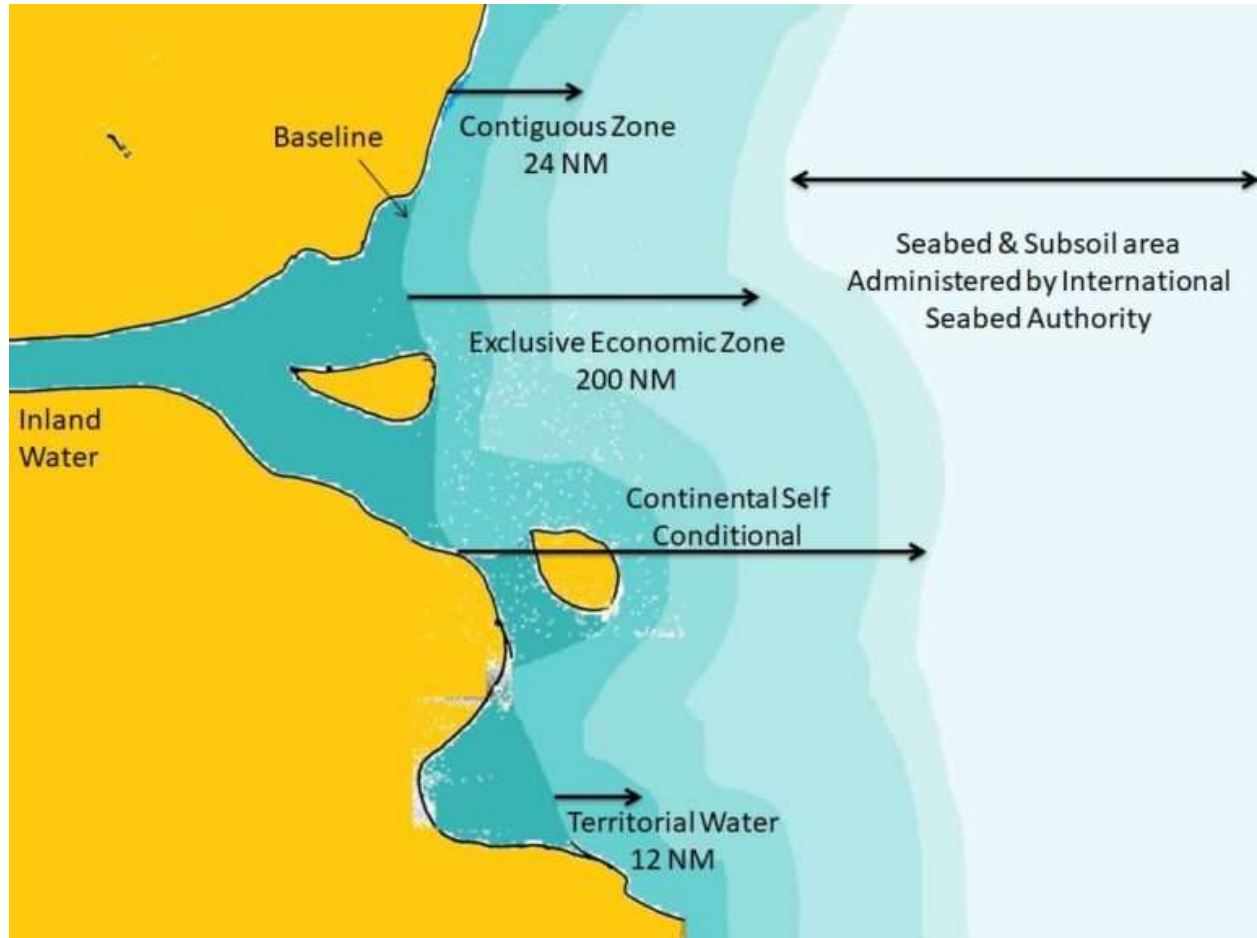 Contiguous Zone
24 NM
Baseline
Seabed & Subsoil area
Administered by International
Seabed Authority
Exclusive Economic Zone
200 NM
Inland
Water
Continental Self
Conditional
Territorial Water
12 NM